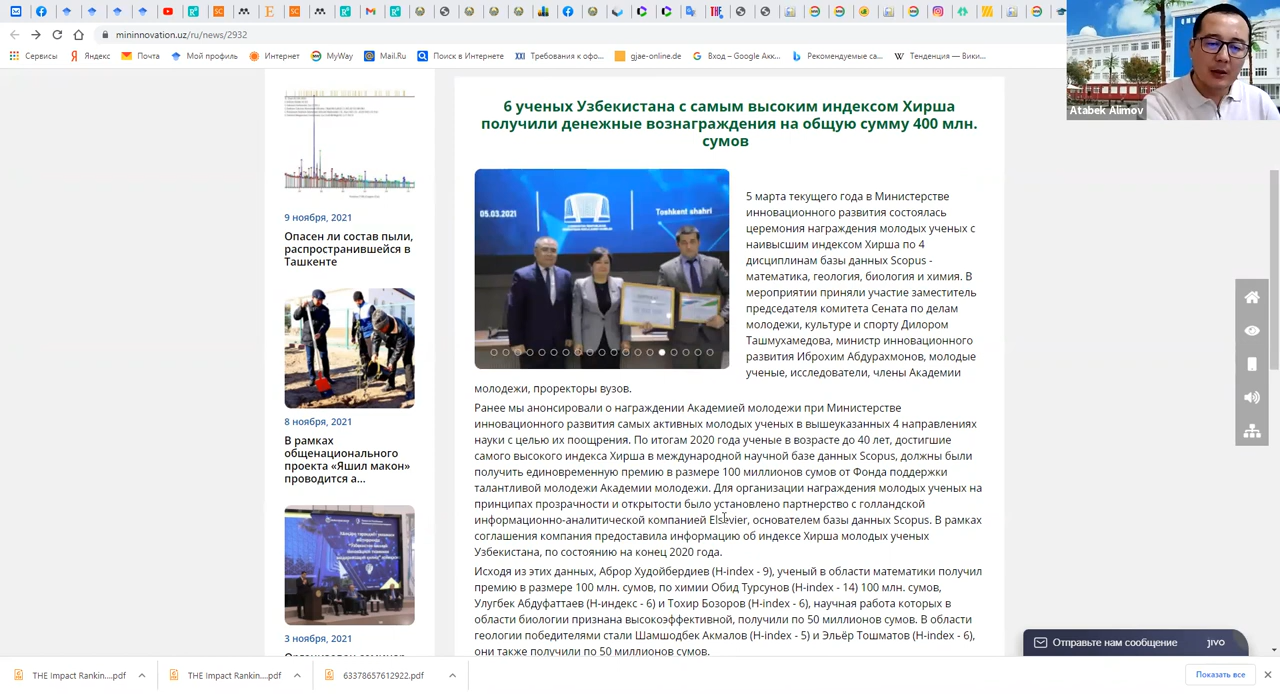 mininnovation.uz/ru/news/2932
Сервисы
Яндекс
Почта
Мой профиль
Интернет
MyWay
Mail.Ru
Поиск в Интернете
Требования к офо...
gjae-online.de
Вход – Google Акк...
Рекомендуемые са...
Тенденция — Вики...
Atabek Alimov
9 ноября, 2021
Опасен ли состав пыли,
распространившейся в
Ташкенте
8 ноября, 2021
В рамках
общенационального
проекта «Яшил макон»
проводится а...
3 ноября, 2021
6 ученых Узбекистана с самым высоким индексом Хирша
получили денежные вознаграждения на общую сумму 400 млн.
сумов
05.03.2021
Toshkent shahri
5 марта текущего года в Министерстве
инновационного развития состоялась
церемония награждения молодых ученых с
наивысшим индексом Хирша по 4
дисциплинам базы данных Scopus -
математика, геология, биология и химия. В
мероприятии приняли участие заместитель
председателя комитета Сената по делам
молодежи, культуре и спорту Дилором
Ташмухамедова, министр инновационного
развития Иброхим Абдурахмонов, молодые
ученые, исследователи, члены Академии
молодежи, проректоры вузов.
Ранее мы анонсировали о награждении Академией молодежи при Министерстве
инновационного развития самых активных молодых ученых в вышеуказанных 4 направлениях
науки с целью их поощрения. По итогам 2020 года ученые в возрасте до 40 лет, достигшие
самого высокого индекса Хирша в международной научной базе данных Scopus, должны были
получить единовременную премию в размере 100 миллионов сумов от Фонда поддержки
талантливой молодежи Академии молодежи. Для организации награждения молодых ученых на
принципах прозрачности и открытости было установлено партнерство с голландской
информационно-аналитической компанией Elsevier, основателем базы данных Scopus. В рамках
соглашения компания предоставила информацию об индексе Хирша молодых ученых
Узбекистана, по состоянию на конец 2020 года.
Исходя из этих данных, Аброр Худойбердиев (H-index - 9), ученый в области математики получил
премию в размере 100 млн. сумов, по химии Обид Турсунов (H-index - 14) 100 млн. сумов,
Улугбек Абдуфаттаев (Н-индекс - 6) и Тохир Бозоров (H-index - 6), научная работа которых в
области биологии признана высокоэффективной, получили по 50 миллионов сумов. В области
геологии победителями стали Шамшодбек Акмалов (H-index - 5) и Эльёр Тошматов (H-index - 6),
они также получили по 50 миллионов сумов.
Отправьте нам сообщение
jivo
THE Impact Rankin....pdf
THE Impact Rankin....pdf
63378657612922.pdf
Показать все